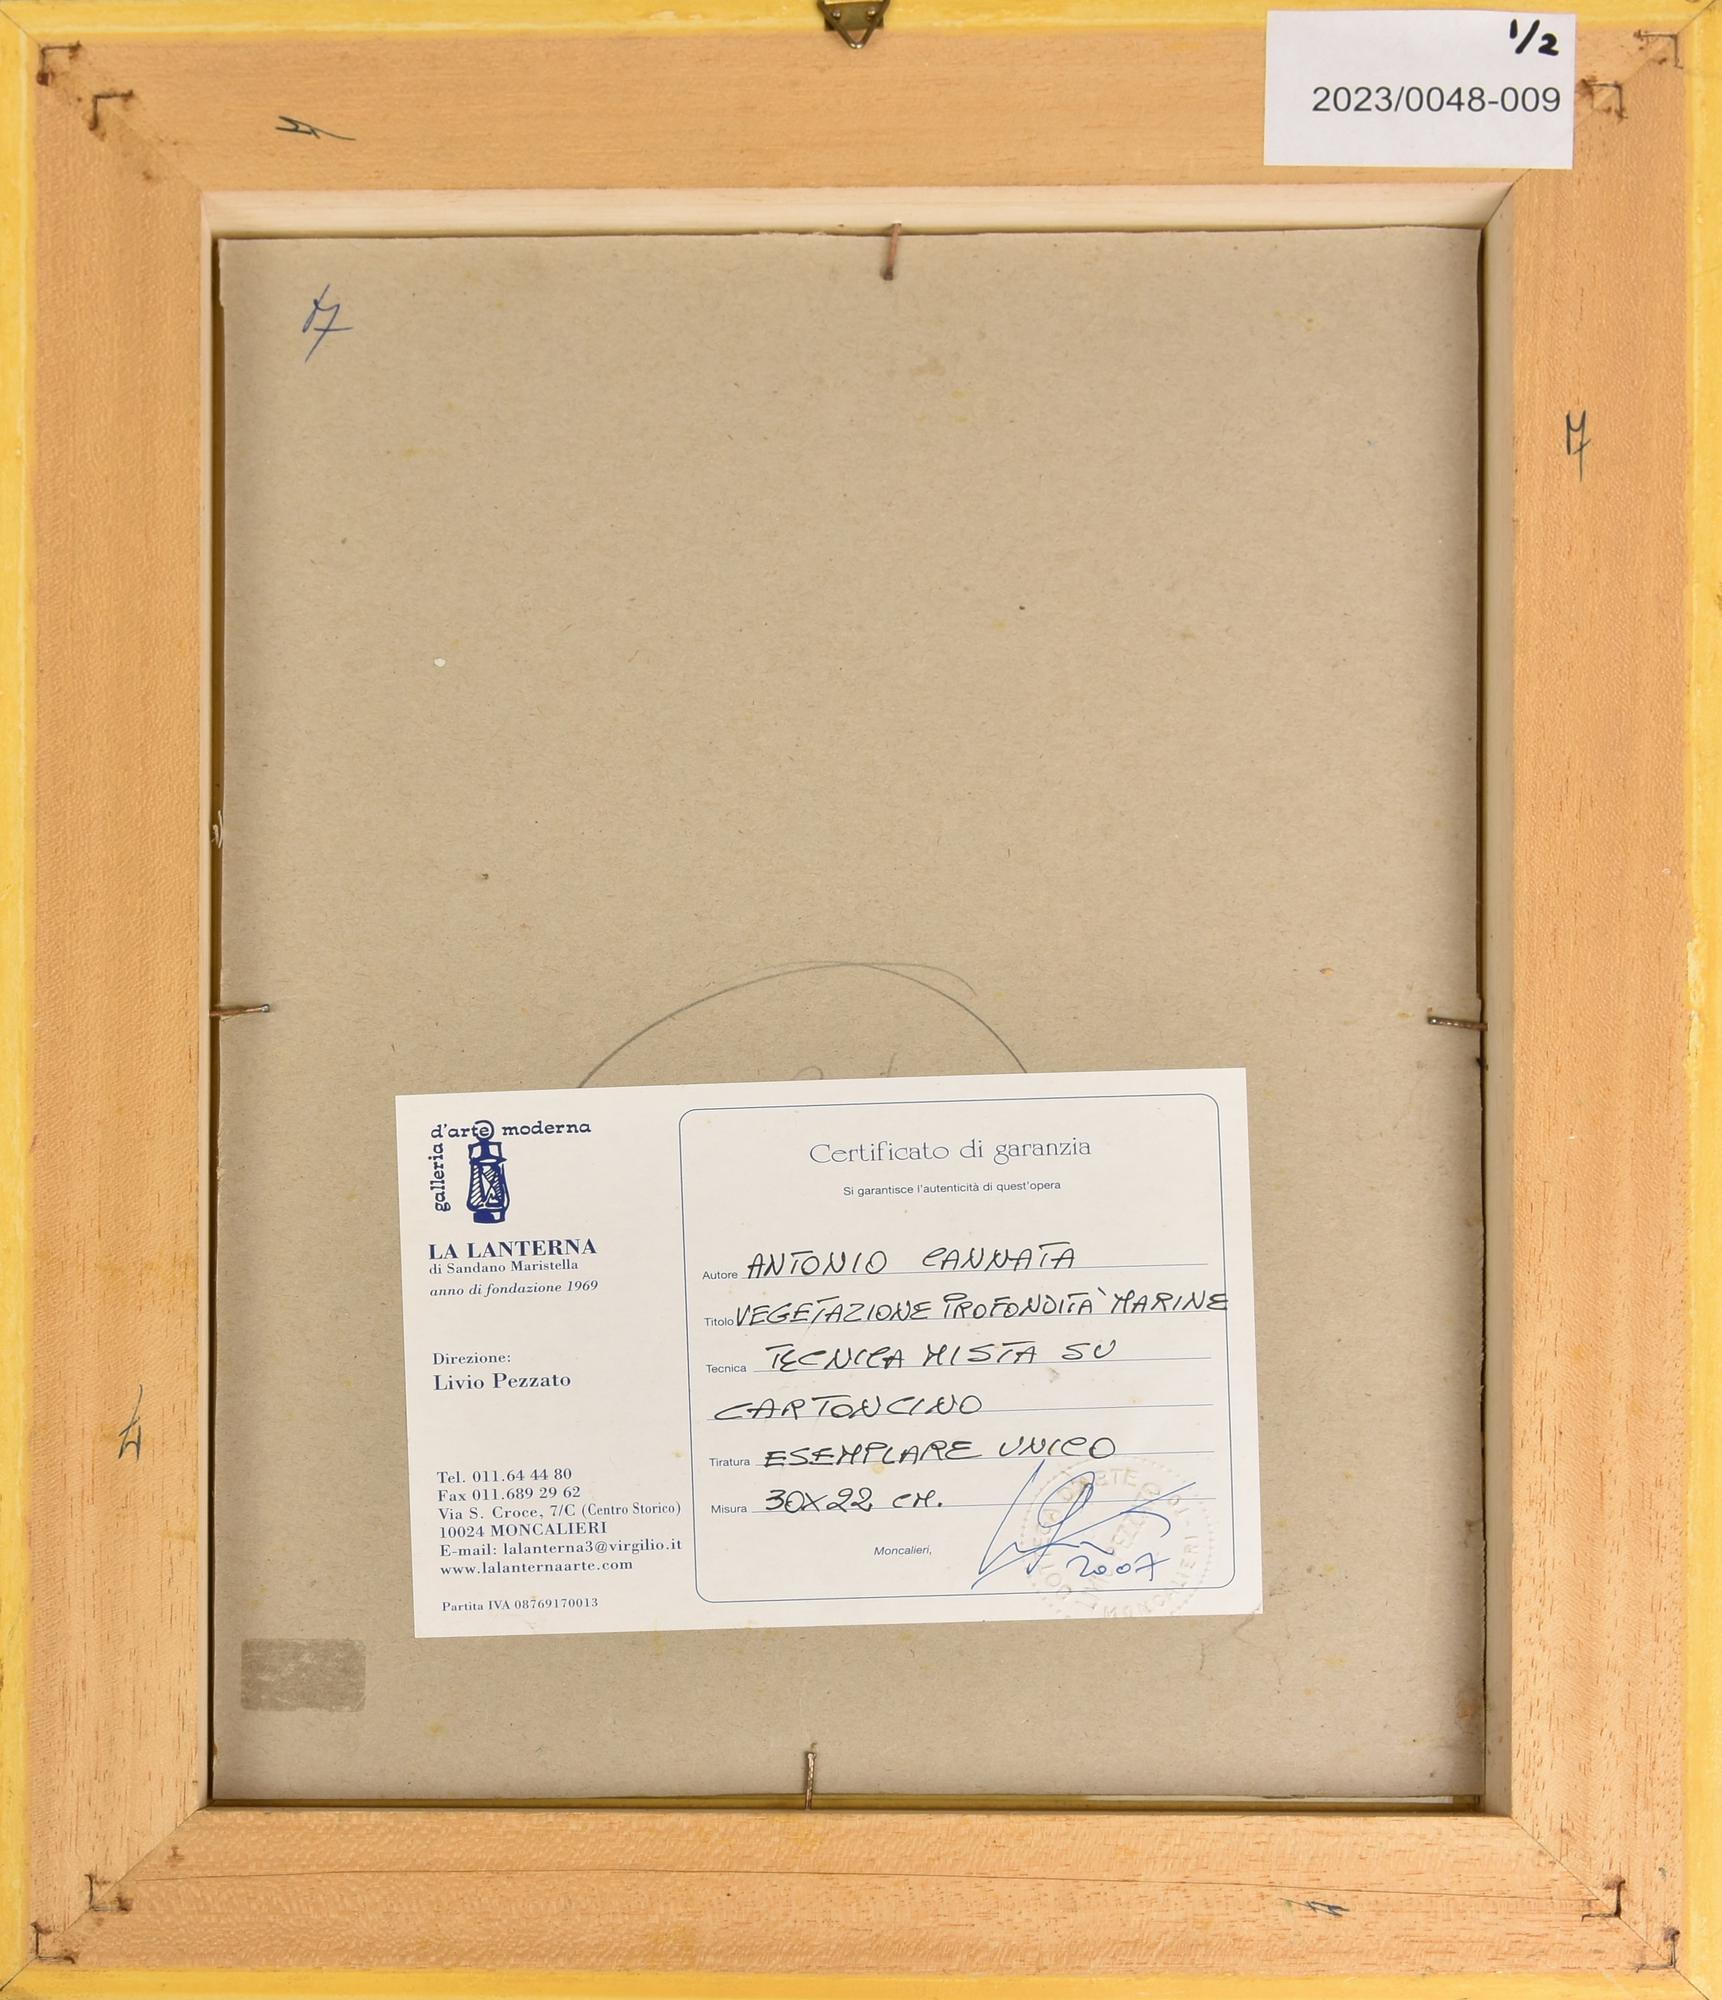 1/2
2023/0048-009
17
galleria
d'arte moderna
LA LANTERNA
di Sandano Maristella
anno di fondazione 1969
Direzione:
Livio Pezzato
Tel. 011.64 44 80
Fax 011.689 29 62
Via S. Croce, 7/C (Centro Storico)
10024 MONCALIERI
E-mail: lalanterna3@virgilio.it
www.lalanternaarte.com
Partita IVA 08769170013
Certificato di garanzia
Si garantisce l'autenticità di quest'opera
Autore ANTONIO CANNATA
Titolo VEGETAZIONE PROFONDITA' MARINE
Tecnica TECNICA MISTA SU
CARTONCINO
Tiratura ESEMPLARE UNICO
Misura 30X22 CM.
Moncalieri,
2007